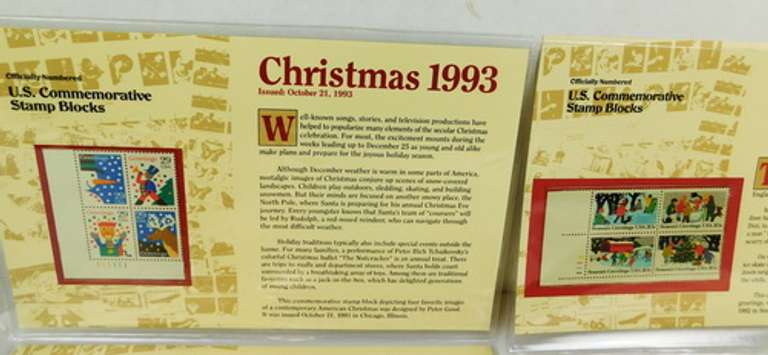 Officially Numbered
U.S. Commemorative
Stamp Blocks
Christmas 1993
Issued: October 21, 1993
Well-known songs, stories, and television productions have
helped to popularize many elements of the secular Christmas
celebration. For most, the excitement mounts during the
weeks leading up to December 25 as young and old alike
make plans and prepare for the joyous holiday season.
Although December weather is warm in some parts of America,
nostalgic images of Christmas conjure up scenes of snow-covered
landscapes. Children play outdoors, sledding, skating, and building
snowmen. But their minds are focused on another snowy place, the
North Pole, where Santa is preparing for his annual Christmas Eve
journey. Every youngster knows that Santa's team of "coursers" will
be led by Rudolph, a red-nosed reindeer, who can navigate through
the most difficult weather.
Holiday traditions typically also include special events outside the
home. For many families, a performance of Peter Ilich Tchaikovsky's
colorful Christmas ballet "The Nutcracker" is an annual treat. There
are trips to malls and department stores, where Santa holds court
surrounded by a breathtaking array of toys. Among them are traditional
favorites such as a jack-in-the-box, which has delighted generations
of young children.
This commemorative stamp block depicting four favorite images
of a contemporary American Christmas was designed by Peter Good
It was issued October 21, 1993 in Chicago, Illinois.
Greetings 29
Officially Numbered
U.S. Commemorative
Stamp Blocks
Season's Greetings USA 20c
Season's Greetings USA 20c
Season's Greetings USA 20c
Season's Greetings USA 20c